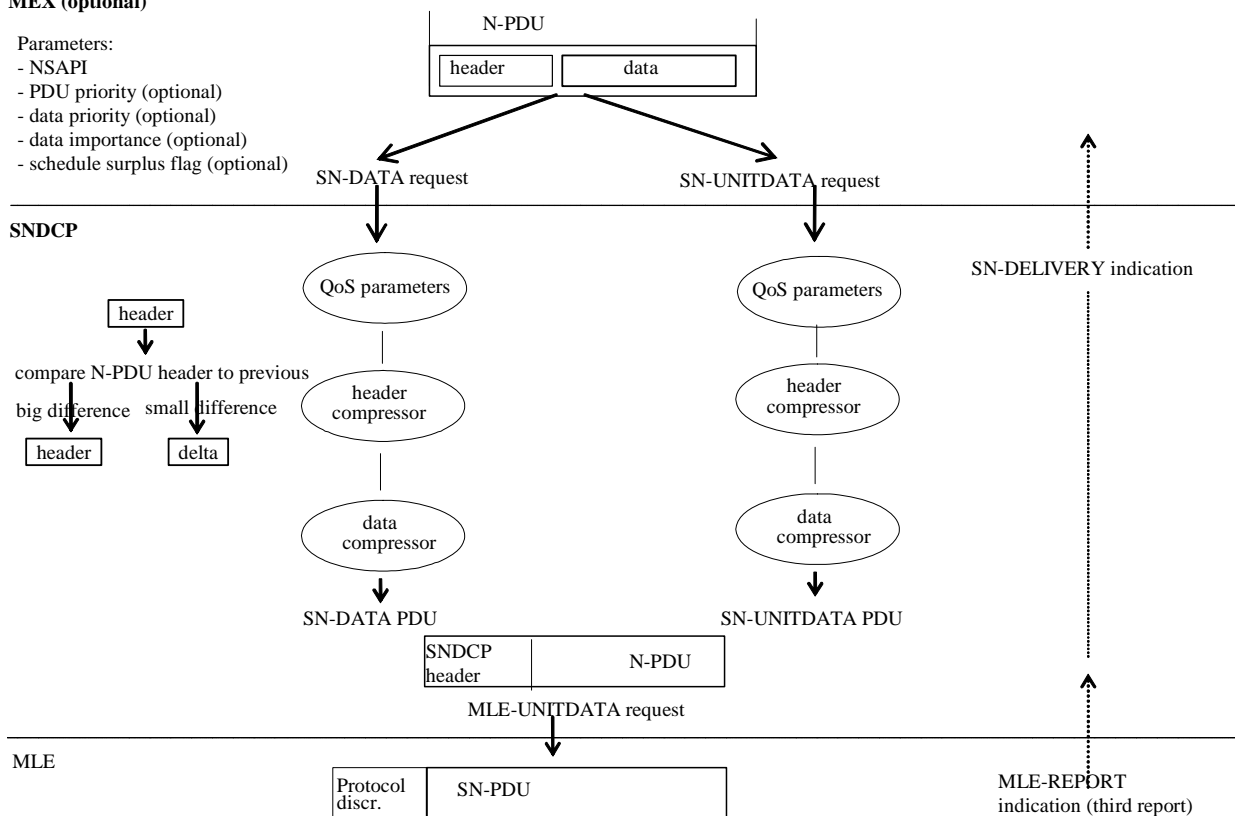 MEX (optional)
N-PDU
Parameters:
- NSAPI
- PDU priority (optional)
- data priority (optional)
- data importance (optional)
- schedule surplus flag (optional)
header
data
SN-DATA request
SN-UNITDATA request
SNDCP
QoS parameters
QoS parameters
SN-DELIVERY indication
header
compare N-PDU header to previous
big difference
small difference
header
delta
header
compressor
header
compressor
data
compressor
data
compressor
SN-DATA PDU
SN-UNITDATA PDU
SNDCP
header
N-PDU
MLE-UNITDATA request
MLE
Protocol
discr.
SN-PDU
MLE-REPORT
indication (third report)